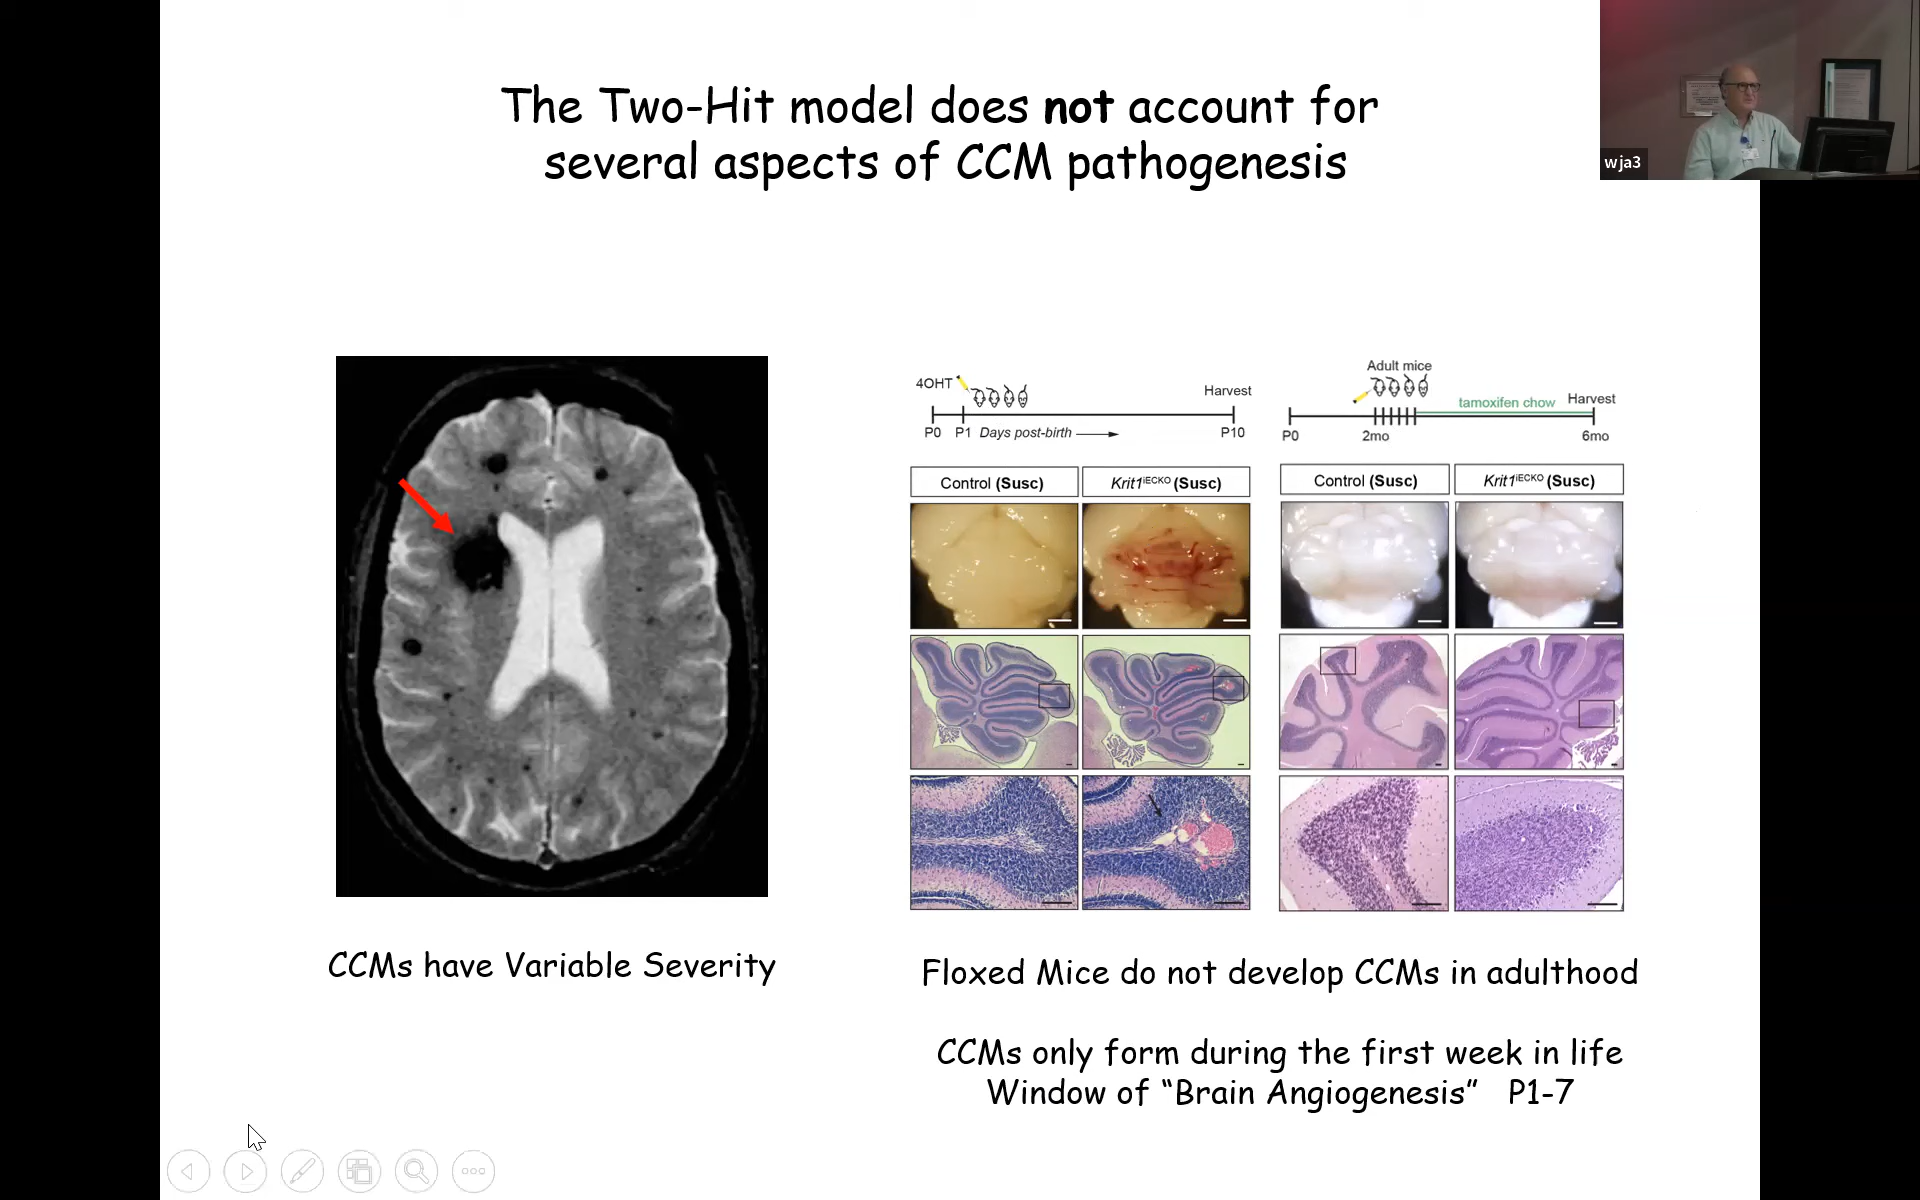 The Two-Hit model does not account for
several aspects of CCM pathogenesis
wja3
4OHT
Harvest
P0 P1 Days post-birth P10
Adult mice
tamoxifen chow
Harvest
P0 2mo 6mo
Control (Susc)
Krit1iECKO (Susc)
Control (Susc)
Krit1iECKO (Susc)
CCMs have Variable Severity
Floxed Mice do not develop CCMs in adulthood
CCMs only form during the first week in life
Window of “Brain Angiogenesis” P1-7